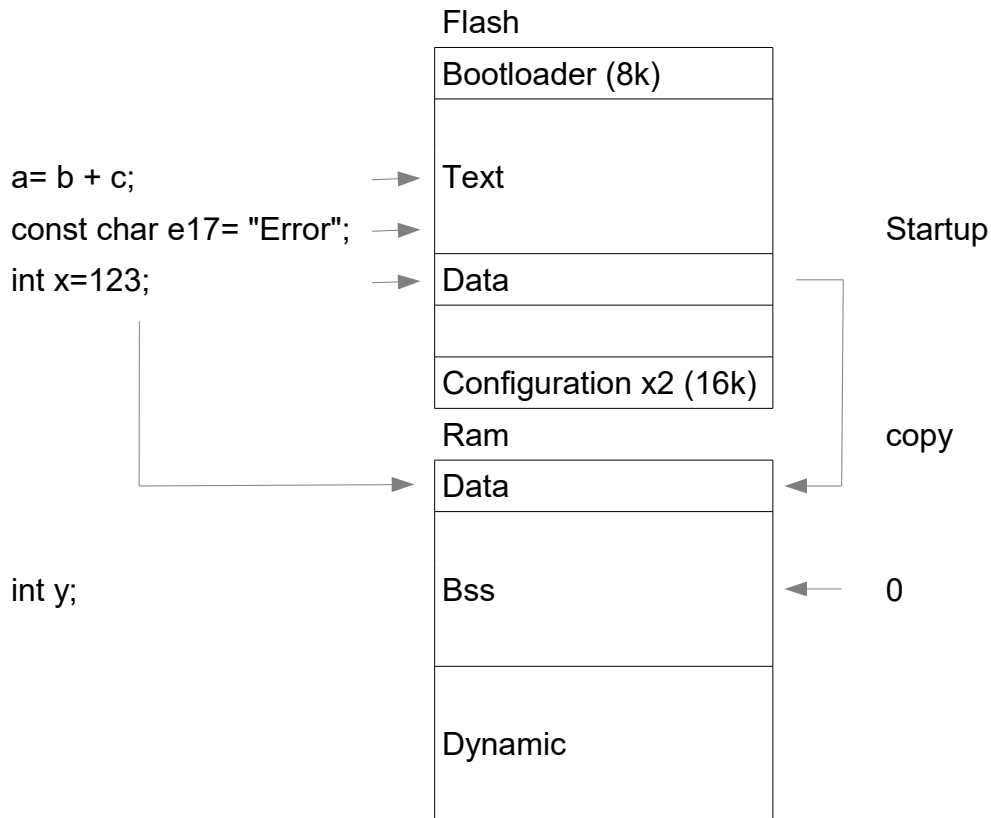 Flash
Bootloader (8k)
a= b + c;
Text
const char e17= "Error";
Startup
int x=123;
Data
Configuration x2 (16k)
Ram
copy
Data
int y;
Bss
0
Dynamic